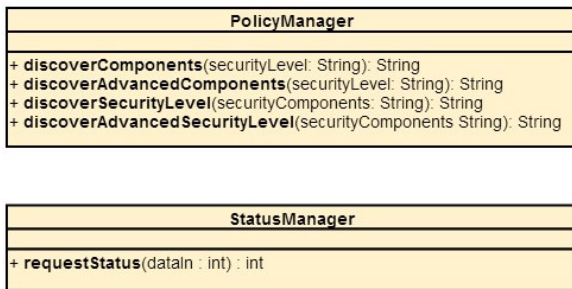 PolicyManager
+ discoverComponents(securityLevel: String): String
+ discoverAdvancedComponents(securityLevel: String): String
+ discoverSecurityLevel(securityComponents: String): String
+ discoverAdvancedSecurityLevel(securityComponents String): String
StatusManager
+ requestStatus(dataIn : int) : int